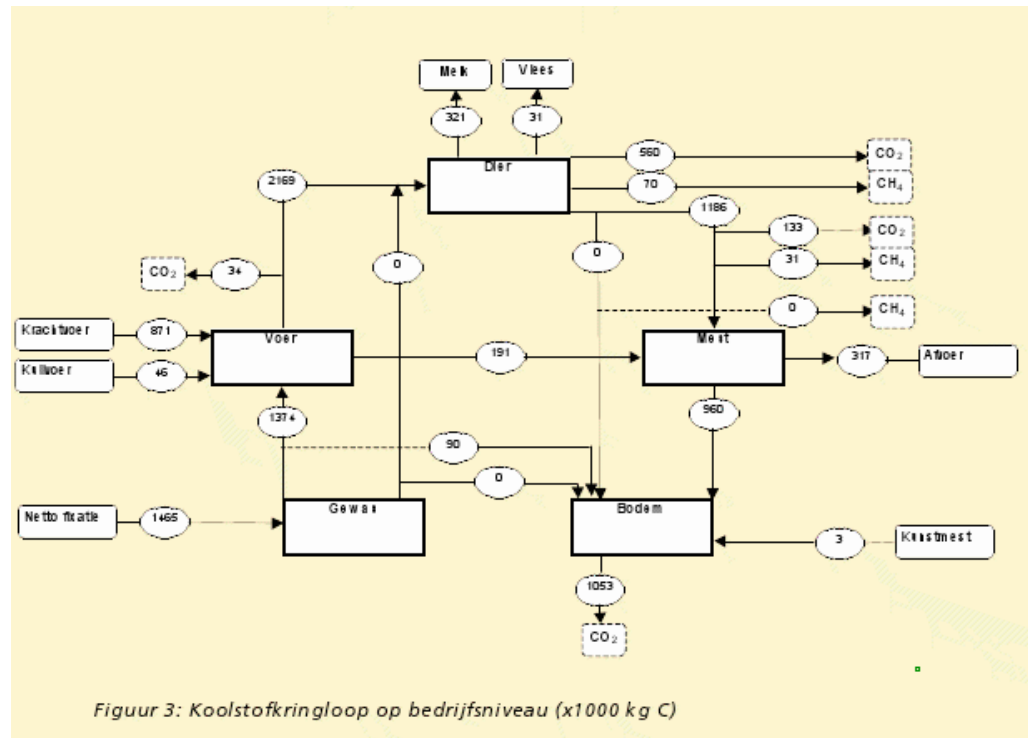 Melk
Vlees
321
31
Dier
560
CO2
70
CH4
2169
1186
133
CO2
0
0
31
CH4
CO2
34
0
CH4
Krachtvoer
871
Voer
Mest
191
317
Afvoer
Kuilvoer
46
1374
960
90
0
Netto fixatie
1465
Gewas
Bodem
3
Kunstmest
1053
CO2
Figuur 3: Koolstofkringloop op bedrijfsniveau (x1000 kg C)